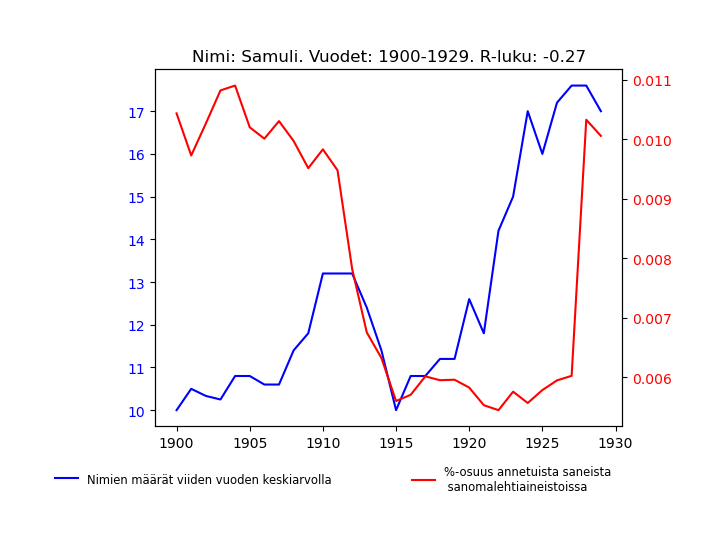 Nimi: Samuli. Vuodet: 1900-1929. R-luku: -0.27
17
16
15
14
13
12
11
10
0.011
0.010
0.009
0.008
0.007
0.006
1900 1905 1910 1915 1920 1925 1930
Nimien määrät viiden vuoden keskiarvolla
%-osuus annetuista saneista
sanomalehtiaineistoissa